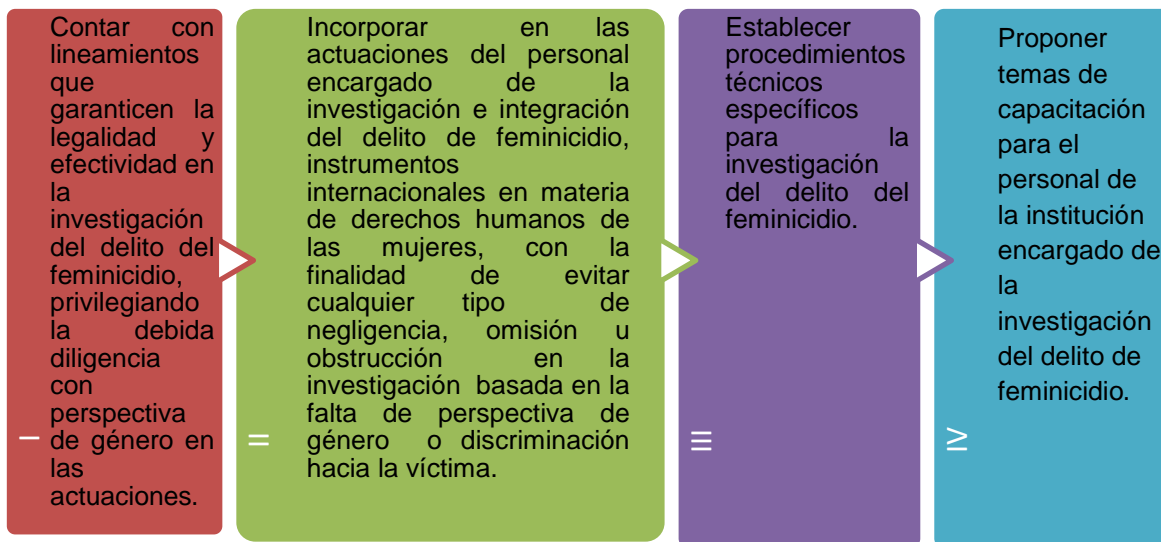 Contar con
lineamientos
que
garanticen la
legalidad y
efectividad en
la
investigación
del delito del
feminicidio,
privilegiando
la debida
diligencia
con
perspectiva
de género en
las
actuaciones.
I
Incorporar en las
actuaciones del personal
encargado de la
investigación e integración
del delito de feminicidio,
instrumentos
internacionales en materia
de derechos humanos de
las mujeres, con la
finalidad de evitar
cualquier tipo de
negligencia, omisión u
obstrucción en la
investigación basada en la
falta de perspectiva de
género o discriminación
hacia la víctima.
II
Establecer
procedimientos
técnicos
específicos
para la
investigación
del delito del
feminicidio.
III
Proponer
temas de
capacitación
para el
personal de
la institución
encargado de
la
investigación
del delito de
feminicidio.
IV